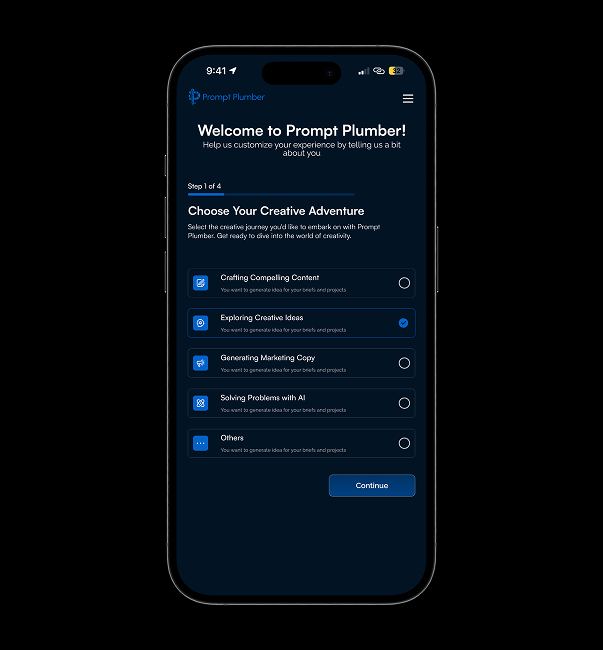 9:41
32
Prompt Plumber
Welcome to Prompt Plumber!
Help us customize your experience by telling us a bit
about you
Step 1 of 4
Choose Your Creative Adventure
Select the creative journey you'd like to embark on with Prompt
Plumber. Get ready to dive into the world of creativity.
Crafting Compelling Content
You want to generate idea for your briefs and projects
Exploring Creative Ideas
You want to generate idea for your briefs and projects
Generating Marketing Copy
You want to generate idea for your briefs and projects
Solving Problems with AI
You want to generate idea for your briefs and projects
Others
You want to generate idea for your briefs and projects
Continue